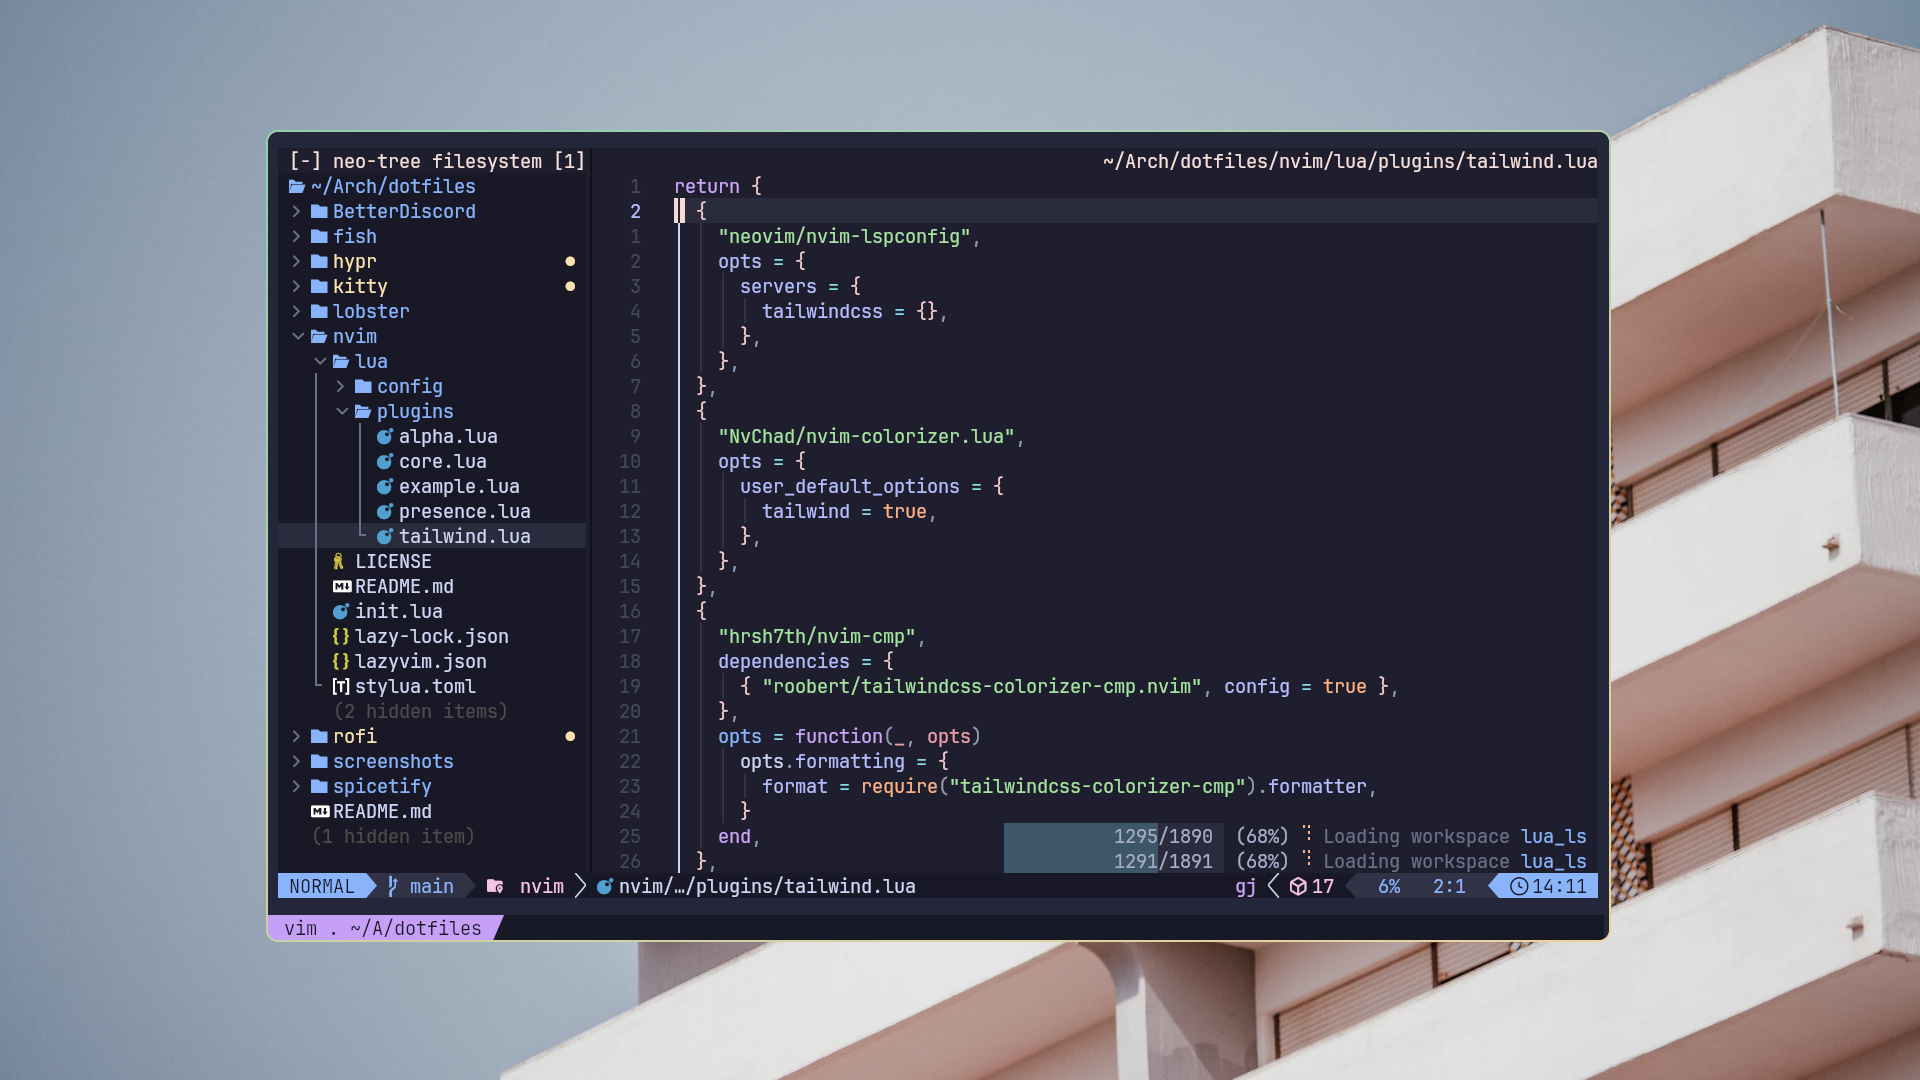 [-] neo-tree filesystem [1]
~/Arch/dotfiles
BetterDiscord
fish
hypr
kitty
lobster
nvim
lua
config
plugins
alpha.lua
core.lua
example.lua
presence.lua
tailwind.lua
LICENSE
README.md
init.lua
lazy-lock.json
lazyvim.json
stylua.toml
(2 hidden items)
rofi
screenshots
spicetify
README.md
(1 hidden item)
~/Arch/dotfiles/nvim/lua/plugins/tailwind.lua
1 return {
2 {
1 "neovim/nvim-lspconfig",
2 opts = {
3 servers = {
4 tailwindcss = {},
5 },
6 },
7 },
8 {
9 "NvChad/nvim-colorizer.lua",
10 opts = {
11 user_default_options = {
12 tailwind = true,
13 },
14 },
15 },
16 {
17 "hrsh7th/nvim-cmp",
18 dependencies = {
19 { "roobert/tailwindcss-colorizer-cmp.nvim", config = true },
20 },
21 opts = function(_, opts)
22 opts.formatting = {
23 format = require("tailwindcss-colorizer-cmp").formatter,
24 }
25 end,
26 },
1295/1890 (68%) Loading workspace lua_ls
1291/1891 (68%) Loading workspace lua_ls
NORMAL main nvim nvim/…/plugins/tailwind.lua gj 17 6% 2:1 14:11
vim . ~/A/dotfiles